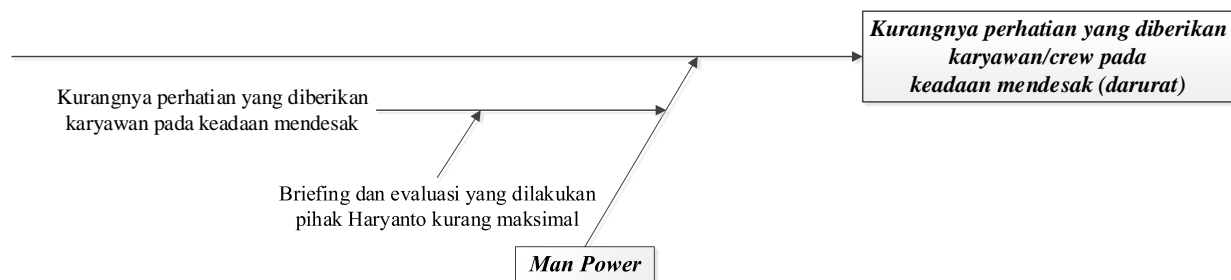 Kurangnya perhatian yang diberikan
karyawan/crew pada
keadaan mendesak (darurat)
Kurangnya perhatian yang diberikan
karyawan pada keadaan mendesak
Briefing dan evaluasi yang dilakukan
pihak Haryanto kurang maksimal
Man Power